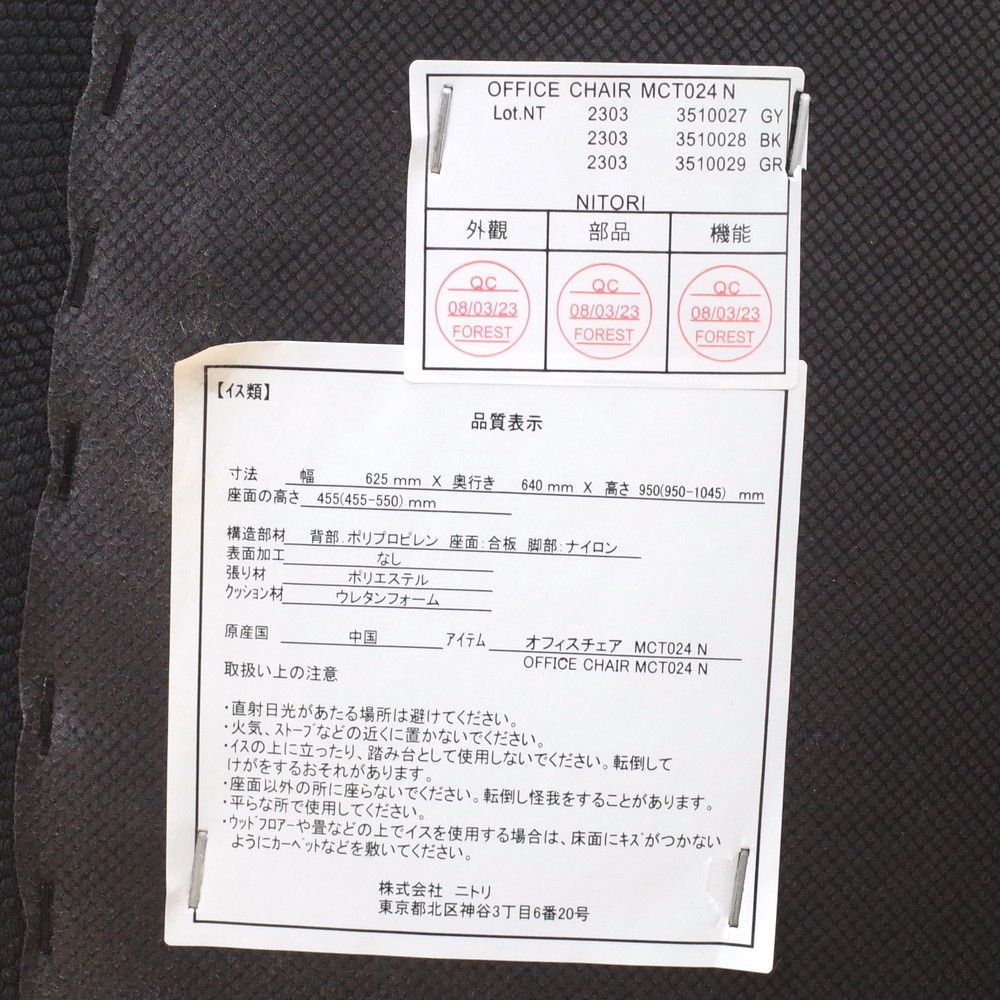 OFFICE CHAIR MCT024 N
Lot.NT 2303 3510027 GY
2303 3510028 BK
2303 3510029 GR
NITORI
外觀 部品 機能
QC QC QC
08/03/23 08/03/23 08/03/23
FOREST FOREST FOREST
【イス類】
品質表示
寸法 幅 625 mm X 奥行き 640 mm X 高さ 950(950-1045) mm
座面の高さ 455(455-550) mm
構造部材 背部.ポリプロピレン 座面:合板 脚部:ナイロン
表面加工 なし
張り材 ポリエステル
クッション材 ウレタンフォーム
原産国 中国 アイテム オフィスチェア MCT024 N
OFFICE CHAIR MCT024 N
取扱い上の注意
・直射日光があたる場所は避けてください。
・火気、ストーブなどの近くに置かないでください。
・イスの上に立ったり、踏み台として使用しないでください。転倒して
けがをするおそれがあります。
・座面以外の所に座らないでください。転倒し怪我をすることがあります。
・平らな所で使用してください。
・ウッドフロアーや畳などの上でイスを使用する場合は、床面にキズがつかない
ようにカーペットなどを敷いてください。
株式会社 ニトリ
東京都北区神谷3丁目6番20号